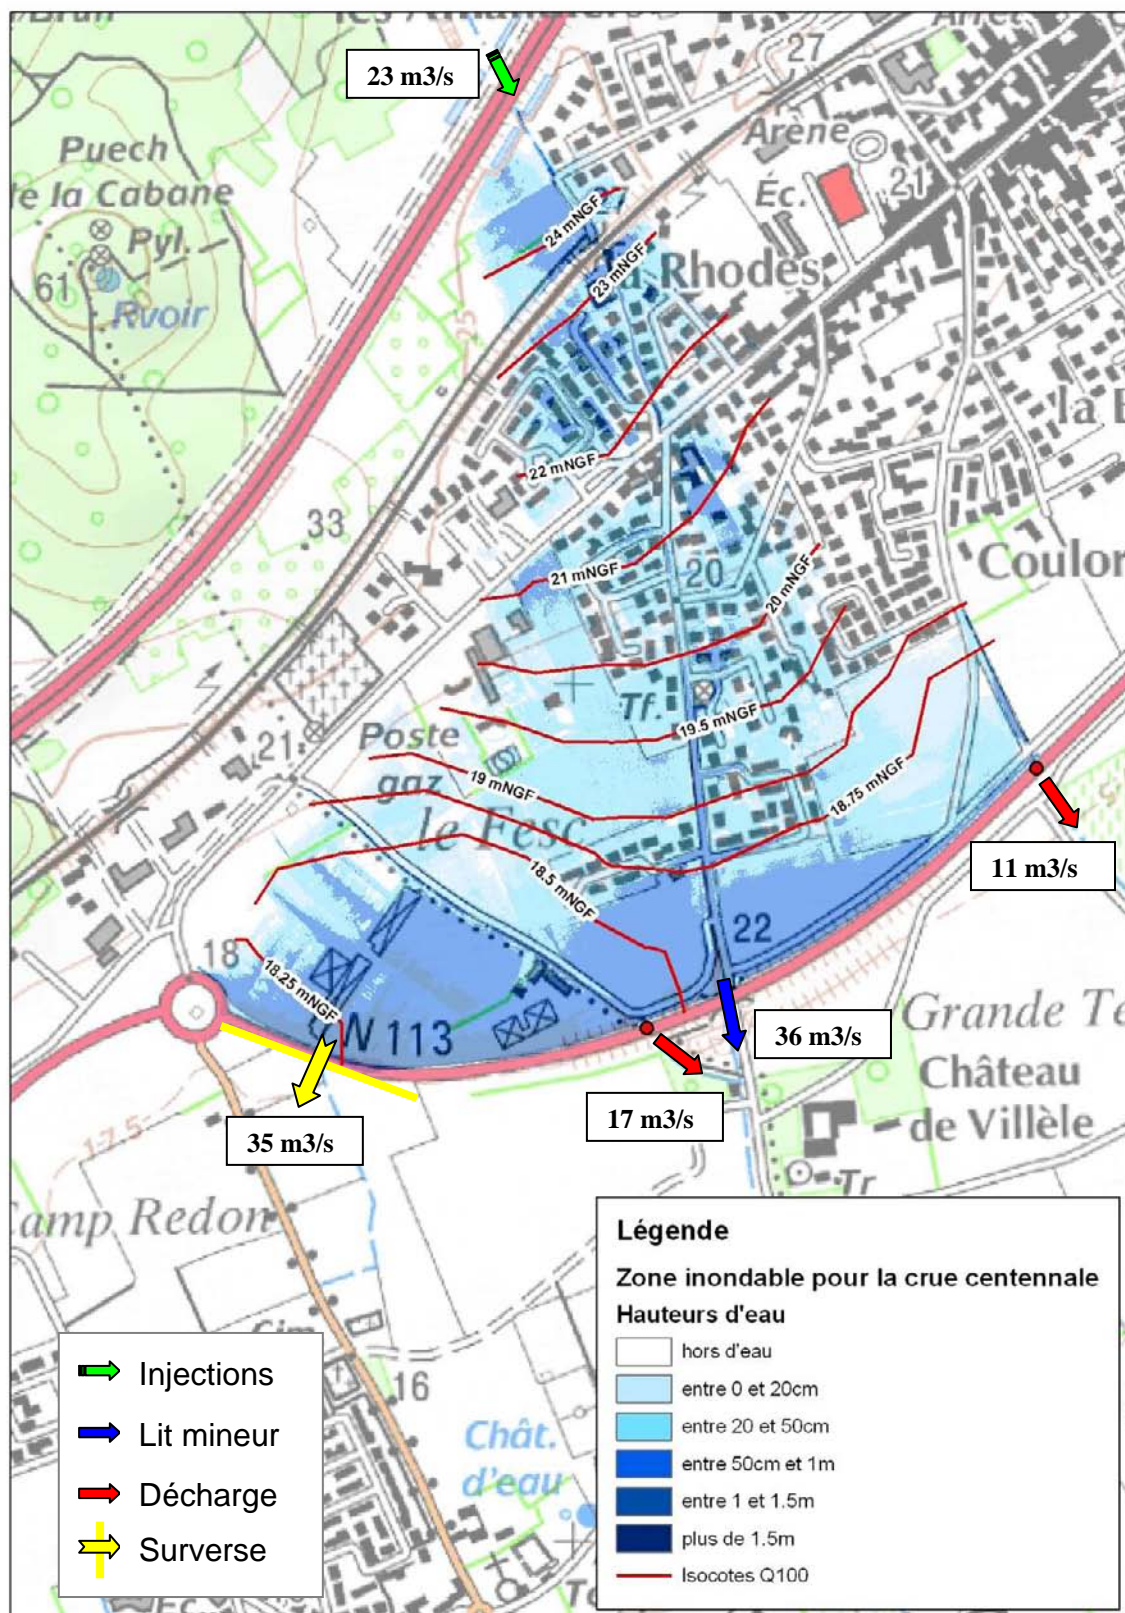 23 m3/s
27
Arène
Éc.
21
Puech
de la Cabane
Pyl.
61
Rvoir
25
24 mNGF
23 mNGF
Rhodes
22 mNGF
33
21 mNGF
20
20 mNGF
Tf.
19.5 mNGF
21
Poste
gaz
19 mNGF
18.75 mNGF
le Fesc
18.5 mNGF
11 m3/s
18
22
18.25 mNGF
N 113
36 m3/s
Grande Te
Château
de Villèle
17 m3/s
35 m3/s
17.5
Tr
Camp Redon
Cim
16
Chât.
d'eau
Légende
Zone inondable pour la crue centennale
Hauteurs d'eau
hors d'eau
entre 0 et 20cm
entre 20 et 50cm
entre 50cm et 1m
entre 1 et 1.5m
plus de 1.5m
Isocotes Q100
Injections
Lit mineur
Décharge
Surverse